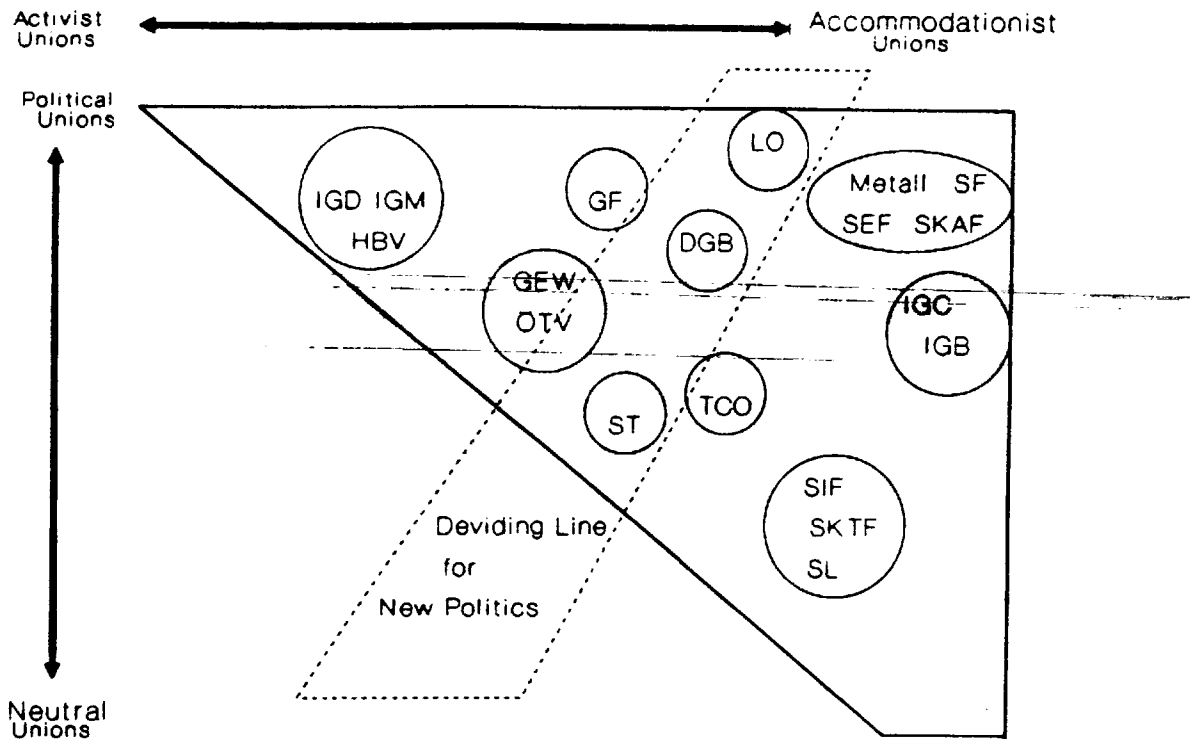 Activist
Unions
Accommodationist
Unions
Political
Unions
LO
IGD IGM
HBV
GF
Metall SF
SEF SKAF
DGB
GEW
ÖTV
IGC
IGB
ST
TCO
SIF
SKTF
SL
Deviding Line
for
New Politics
Neutral
Unions